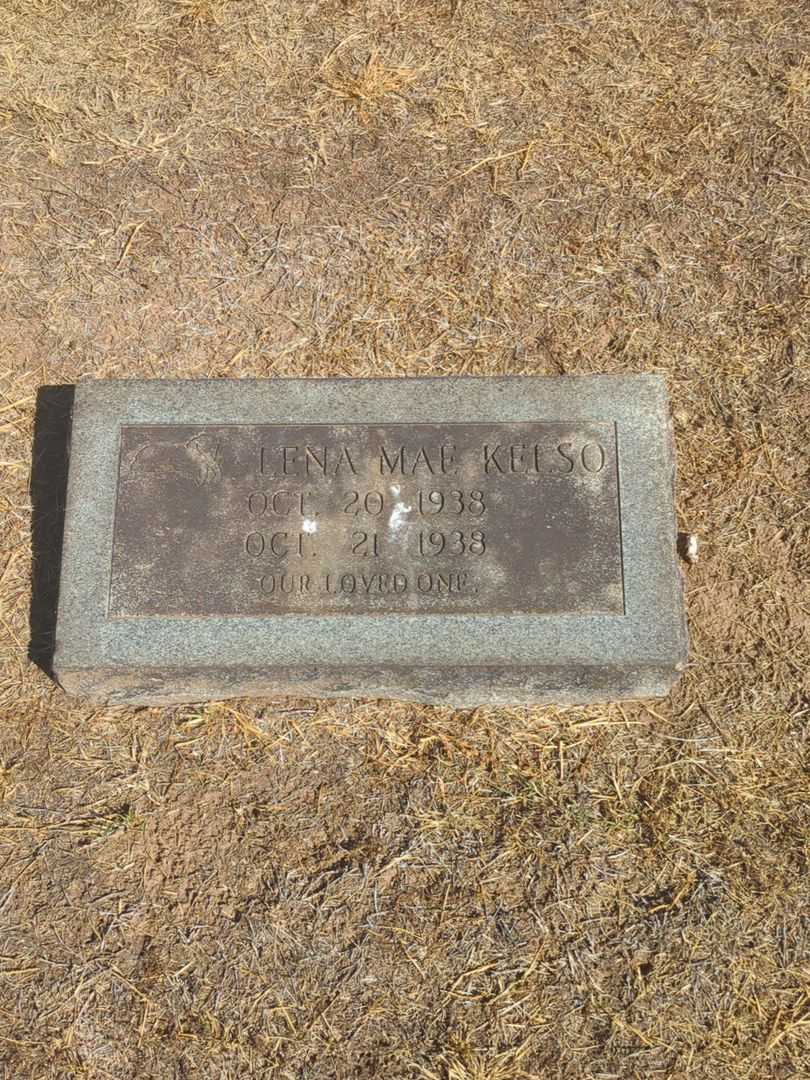 LENA MAE KELSO
OCT. 20 1938
OCT. 21 1938
OUR LOVED ONE.